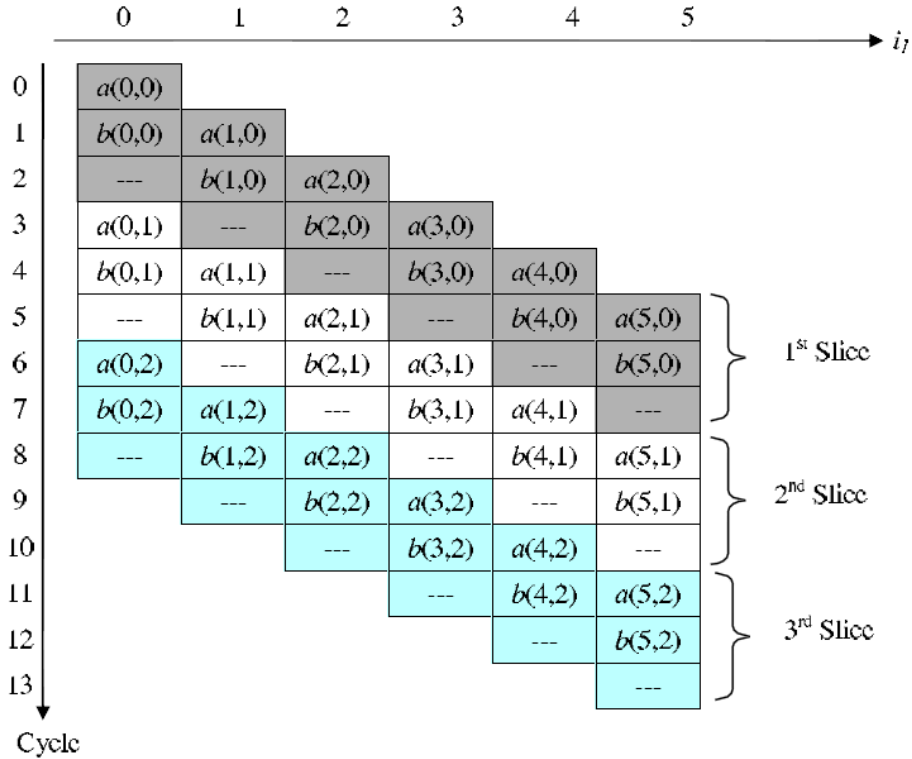 0 1 2 3 4 5
i_I
0 a(0,0)
1 b(0,0) a(1,0)
2 --- b(1,0) a(2,0)
3 a(0,1) --- b(2,0) a(3,0)
4 b(0,1) a(1,1) --- b(3,0) a(4,0)
5 --- b(1,1) a(2,1) --- b(4,0) a(5,0)
6 a(0,2) --- b(2,1) a(3,1) --- b(5,0)
1st Slice
7 b(0,2) a(1,2) --- b(3,1) a(4,1) ---
8 --- b(1,2) a(2,2) --- b(4,1) a(5,1)
9 --- b(2,2) a(3,2) --- b(5,1)
2nd Slice
10 --- b(3,2) a(4,2) ---
11 --- b(4,2) a(5,2)
12 --- b(5,2)
3rd Slice
13 ---
Cycle